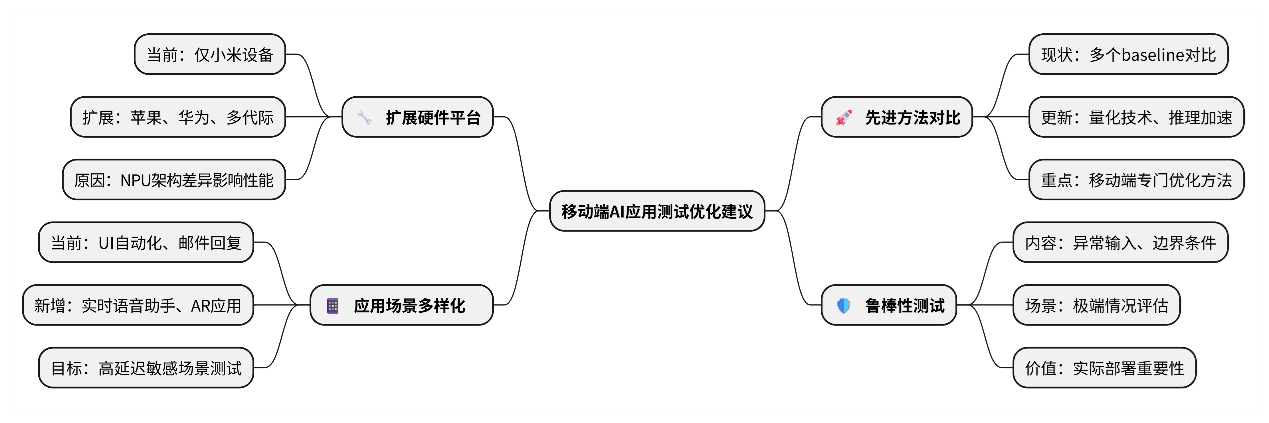 移动端AI应用测试优化建议
扩展硬件平台
当前：仅小米设备
扩展：苹果、华为、多代际
原因：NPU架构差异影响性能
应用场景多样化
当前：UI自动化、邮件回复
新增：实时语音助手、AR应用
目标：高延迟敏感场景测试
先进方法对比
现状：多个baseline对比
更新：量化技术、推理加速
重点：移动端专门优化方法
鲁棒性测试
内容：异常输入、边界条件
场景：极端情况评估
价值：实际部署重要性